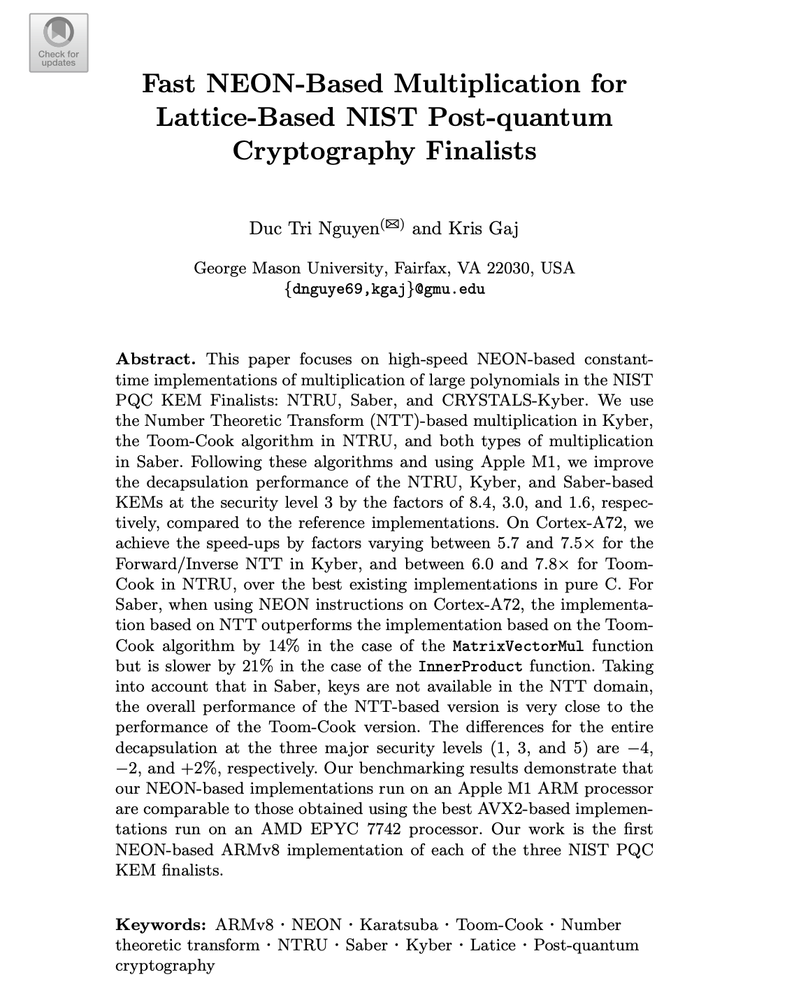 Check for
updates
Fast NEON-Based Multiplication for
Lattice-Based NIST Post-quantum
Cryptography Finalists
Duc Tri Nguyen(✉) and Kris Gaj
George Mason University, Fairfax, VA 22030, USA
{dnguye69,kgaj}@gmu.edu
Abstract. This paper focuses on high-speed NEON-based constant-
time implementations of multiplication of large polynomials in the NIST
PQC KEM Finalists: NTRU, Saber, and CRYSTALS-Kyber. We use
the Number Theoretic Transform (NTT)-based multiplication in Kyber,
the Toom-Cook algorithm in NTRU, and both types of multiplication
in Saber. Following these algorithms and using Apple M1, we improve
the decapsulation performance of the NTRU, Kyber, and Saber-based
KEMs at the security level 3 by the factors of 8.4, 3.0, and 1.6, respec-
tively, compared to the reference implementations. On Cortex-A72, we
achieve the speed-ups by factors varying between 5.7 and 7.5× for the
Forward/Inverse NTT in Kyber, and between 6.0 and 7.8× for Toom-
Cook in NTRU, over the best existing implementations in pure C. For
Saber, when using NEON instructions on Cortex-A72, the implementa-
tion based on NTT outperforms the implementation based on the Toom-
Cook algorithm by 14% in the case of the MatrixVectorMul function
but is slower by 21% in the case of the InnerProduct function. Taking
into account that in Saber, keys are not available in the NTT domain,
the overall performance of the NTT-based version is very close to the
performance of the Toom-Cook version. The differences for the entire
decapsulation at the three major security levels (1, 3, and 5) are −4,
−2, and +2%, respectively. Our benchmarking results demonstrate that
our NEON-based implementations run on an Apple M1 ARM processor
are comparable to those obtained using the best AVX2-based implemen-
tations run on an AMD EPYC 7742 processor. Our work is the first
NEON-based ARMv8 implementation of each of the three NIST PQC
KEM finalists.
Keywords: ARMv8 · NEON · Karatsuba · Toom-Cook · Number
theoretic transform · NTRU · Saber · Kyber · Latice · Post-quantum
cryptography